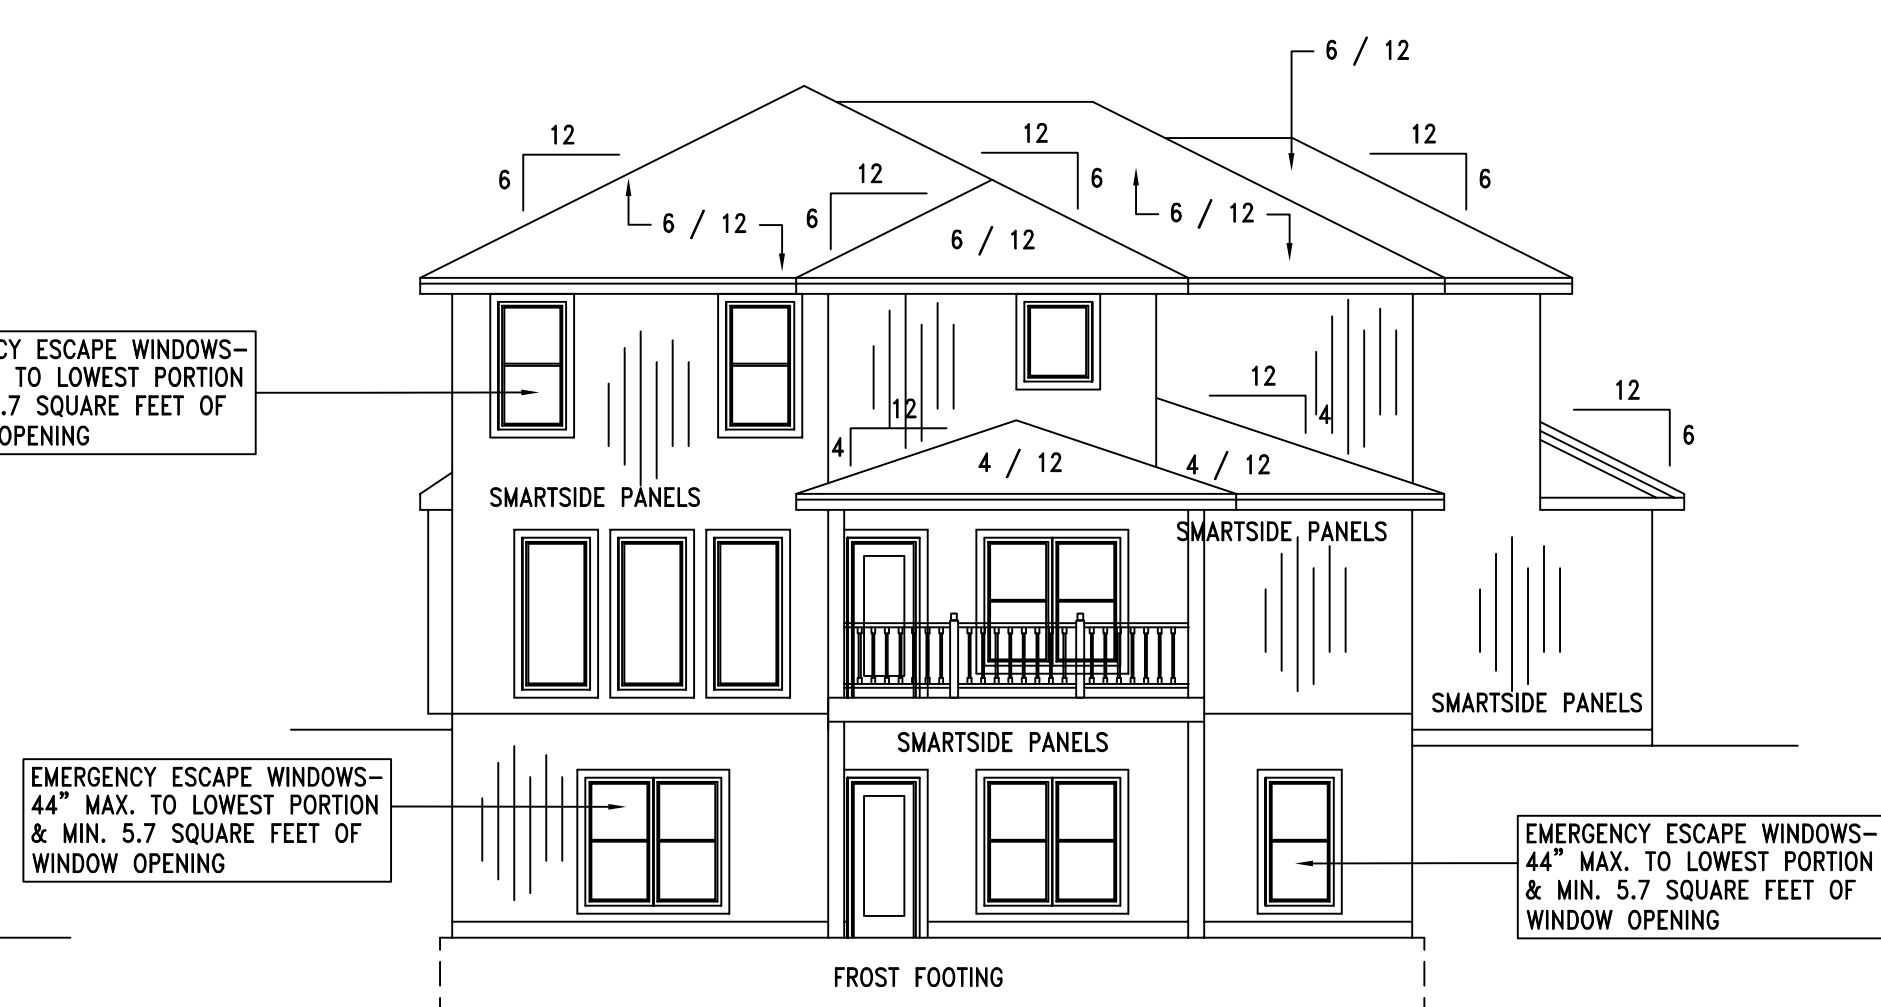 6 / 12
12
6
12
6
12
6
12
6
6 / 12
6 / 12
6 / 12
ESCAPE WINDOWS-
TO LOWEST PORTION
.7 SQUARE FEET OF
OPENING
12
4
12
4
12
6
4 / 12
4 / 12
SMARTSIDE PANELS
SMARTSIDE PANELS
SMARTSIDE PANELS
SMARTSIDE PANELS
EMERGENCY ESCAPE WINDOWS-
44" MAX. TO LOWEST PORTION
& MIN. 5.7 SQUARE FEET OF
WINDOW OPENING
EMERGENCY ESCAPE WINDOWS-
44" MAX. TO LOWEST PORTION
& MIN. 5.7 SQUARE FEET OF
WINDOW OPENING
FROST FOOTING